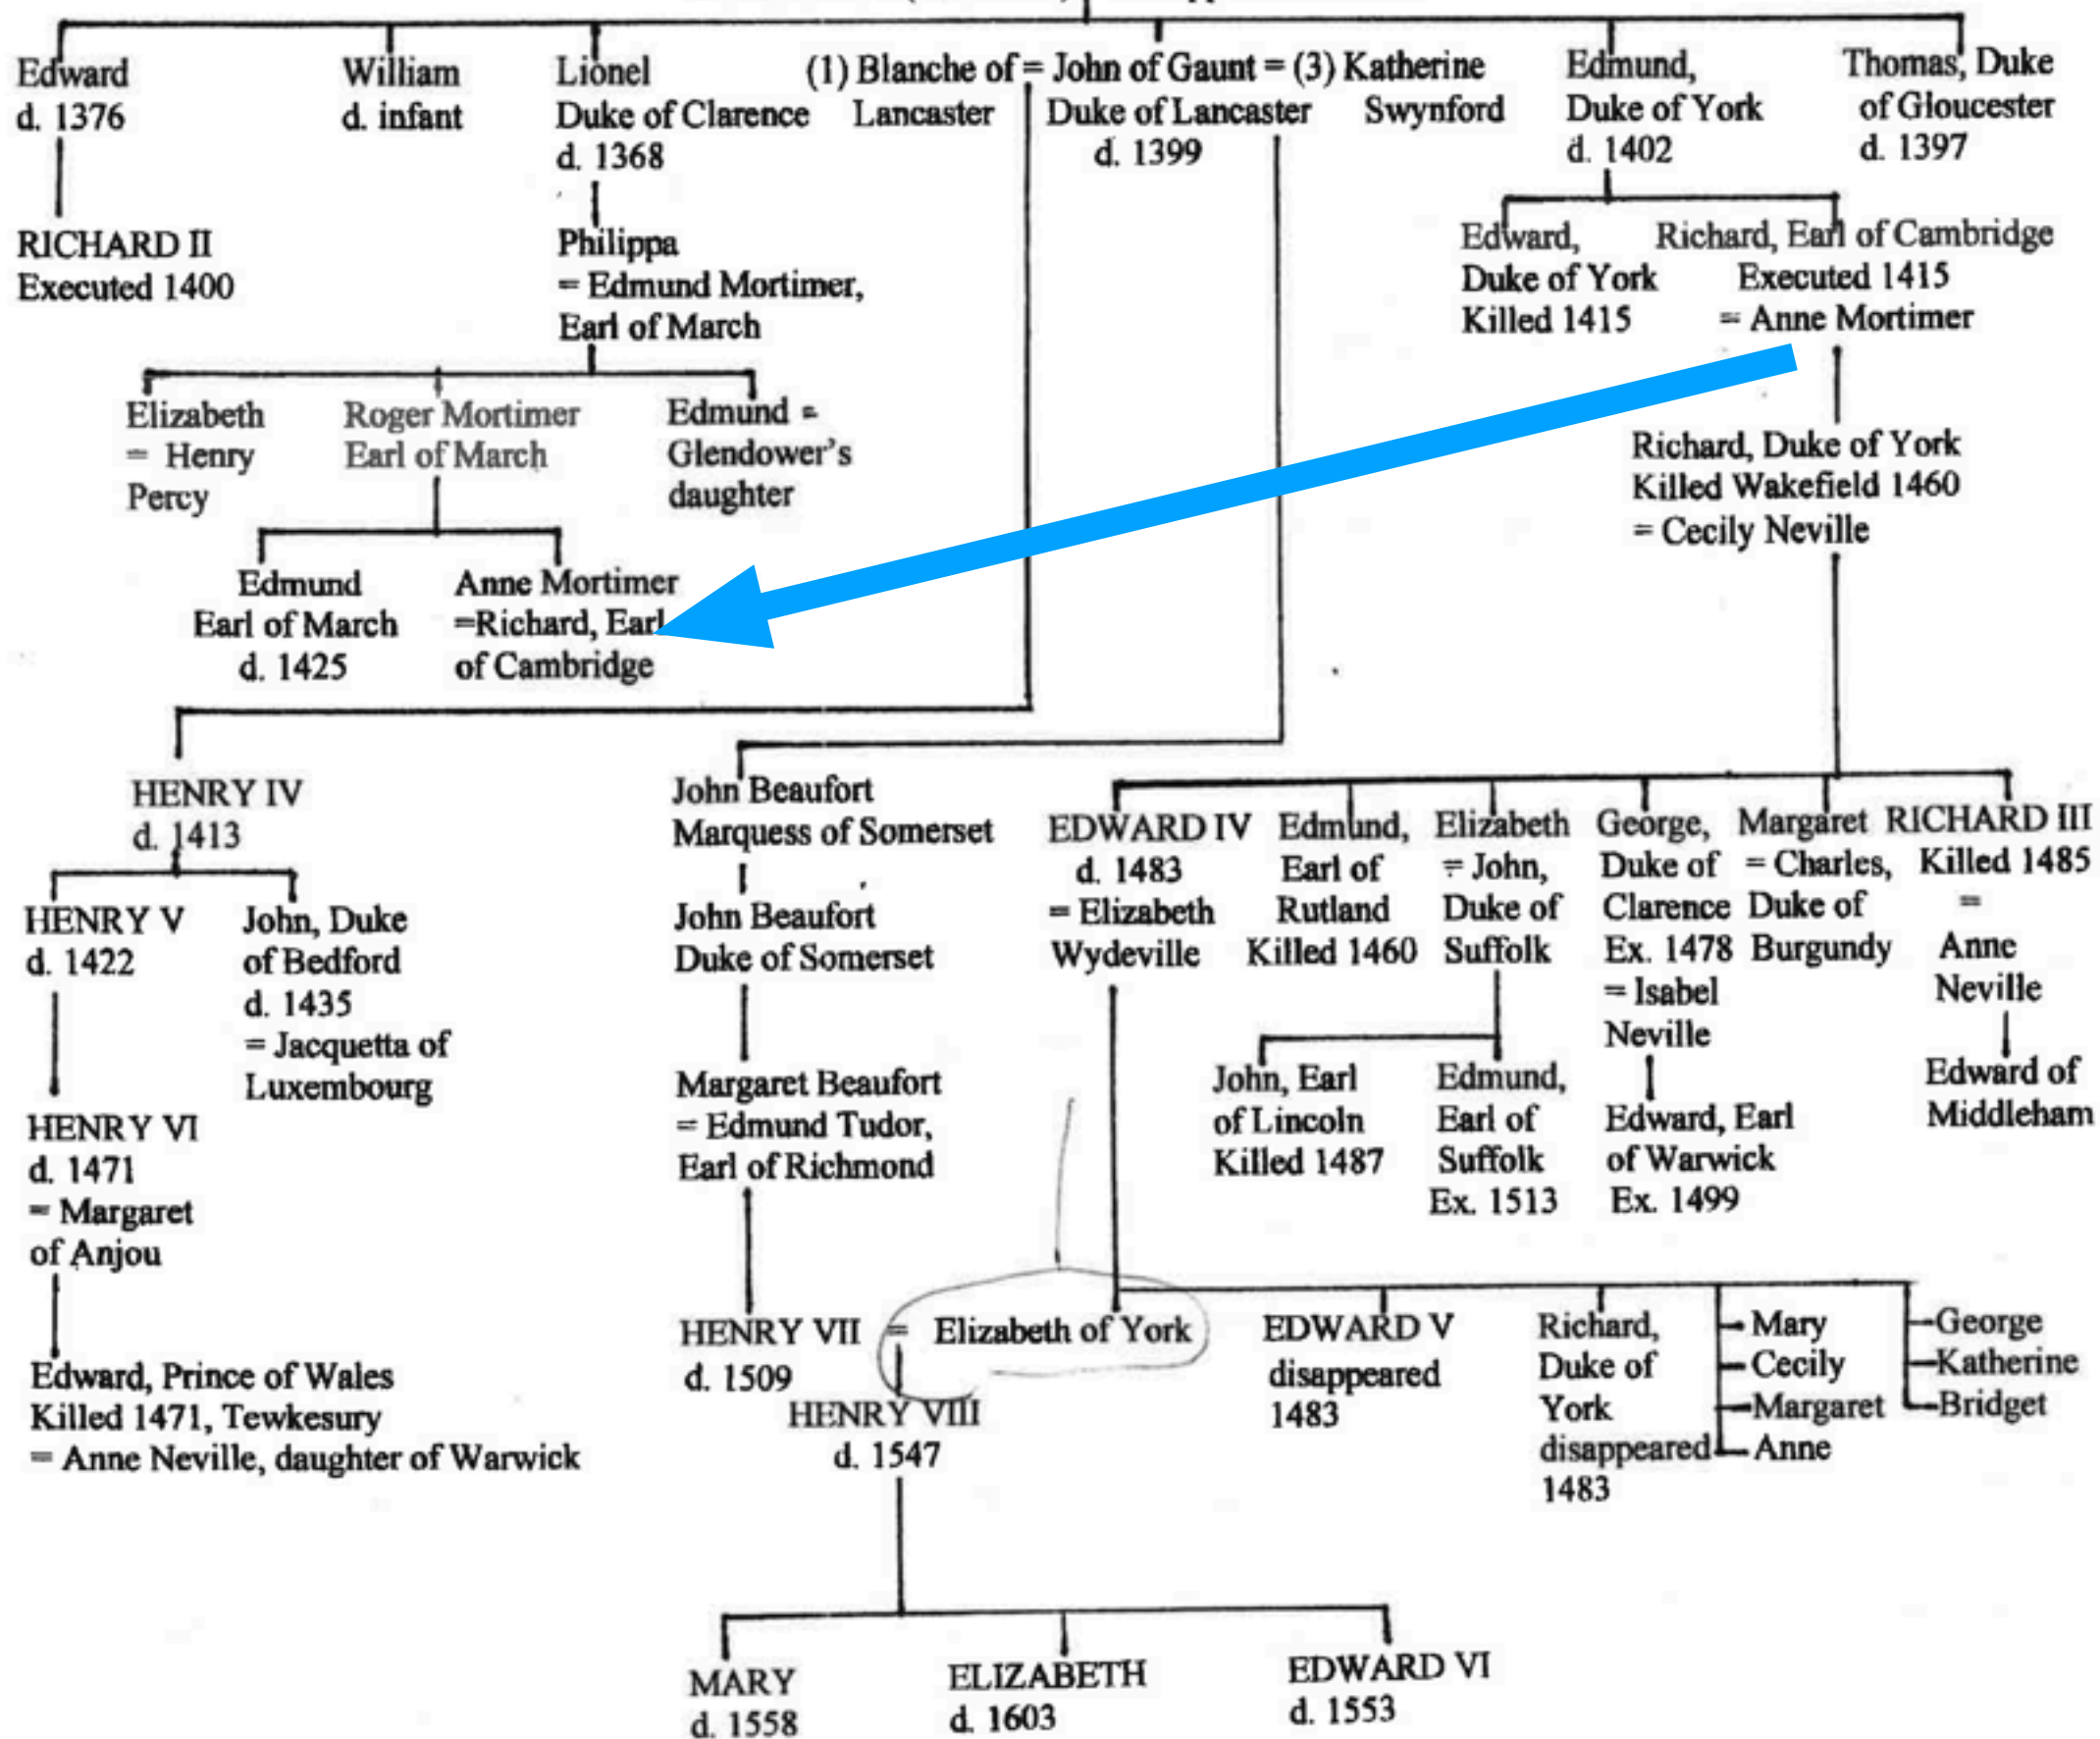 Edward
d. 1376
RICHARD II
Executed 1400
William
d. infant
Lionel
Duke of Clarence
d. 1368
Philippa
= Edmund Mortimer,
Earl of March
(1) Blanche of = John of Gaunt = (3) Katherine
Lancaster Duke of Lancaster Swynford
d. 1399
Edmund,
Duke of York
d. 1402
Thomas, Duke
of Gloucester
d. 1397
Edward,
Duke of York
Killed 1415
Richard, Earl of Cambridge
Executed 1415
= Anne Mortimer
Elizabeth
= Henry
Percy
Roger Mortimer
Earl of March
Edmund =
Glendower's
daughter
Richard, Duke of York
Killed Wakefield 1460
= Cecily Neville
Edmund
Earl of March
d. 1425
Anne Mortimer
=Richard, Earl
of Cambridge
HENRY IV
d. 1413
HENRY V
d. 1422
John, Duke
of Bedford
d. 1435
= Jacquetta of
Luxembourg
HENRY VI
d. 1471
= Margaret
of Anjou
Edward, Prince of Wales
Killed 1471, Tewkesury
= Anne Neville, daughter of Warwick
John Beaufort
Marquess of Somerset
John Beaufort
Duke of Somerset
Margaret Beaufort
= Edmund Tudor,
Earl of Richmond
EDWARD IV
d. 1483
= Elizabeth
Wydeville
Edmund,
Earl of
Rutland
Killed 1460
Elizabeth
= John,
Duke of
Suffolk
George,
Duke of
Clarence
Ex. 1478
= Isabel
Neville
Margaret
= Charles,
Duke of
Burgundy
RICHARD III
Killed 1485
=
Anne
Neville
John, Earl
of Lincoln
Killed 1487
Edmund,
Earl of
Suffolk
Ex. 1513
Edward, Earl
of Warwick
Ex. 1499
Edward of
Middleham
HENRY VII = Elizabeth of York
d. 1509
EDWARD V
disappeared
1483
Richard,
Duke of
York
disappeared
1483
Mary
Cecily
Margaret
Anne
George
Katherine
Bridget
HENRY VIII
d. 1547
MARY
d. 1558
ELIZABETH
d. 1603
EDWARD VI
d. 1553